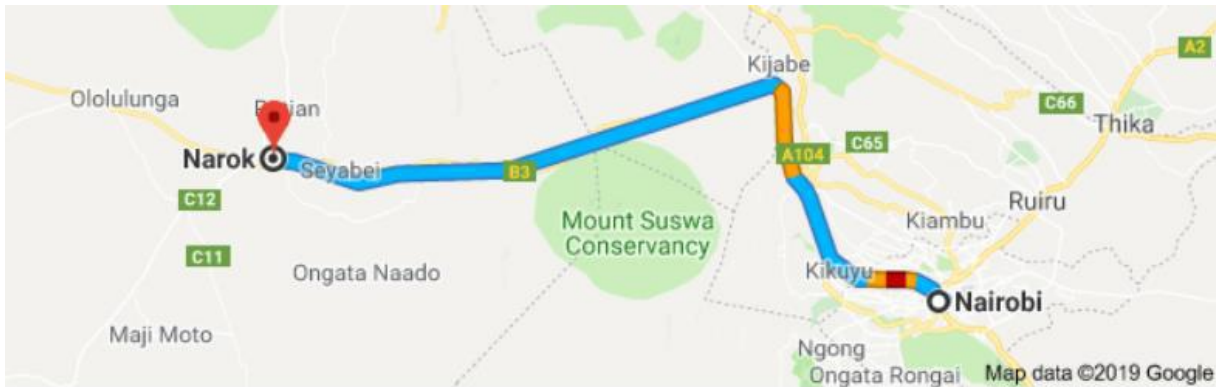 A2
Kijabe
Ololulunga
C66
Thika
Narok
Seyabei
B3
A104
C65
C12
Ruiru
Kiambu
Mount Suswa
Conservancy
C11
Ongata Naado
Kikuyu
Nairobi
Maji Moto
Ngong
Ongata Rongai
Map data ©2019 Google